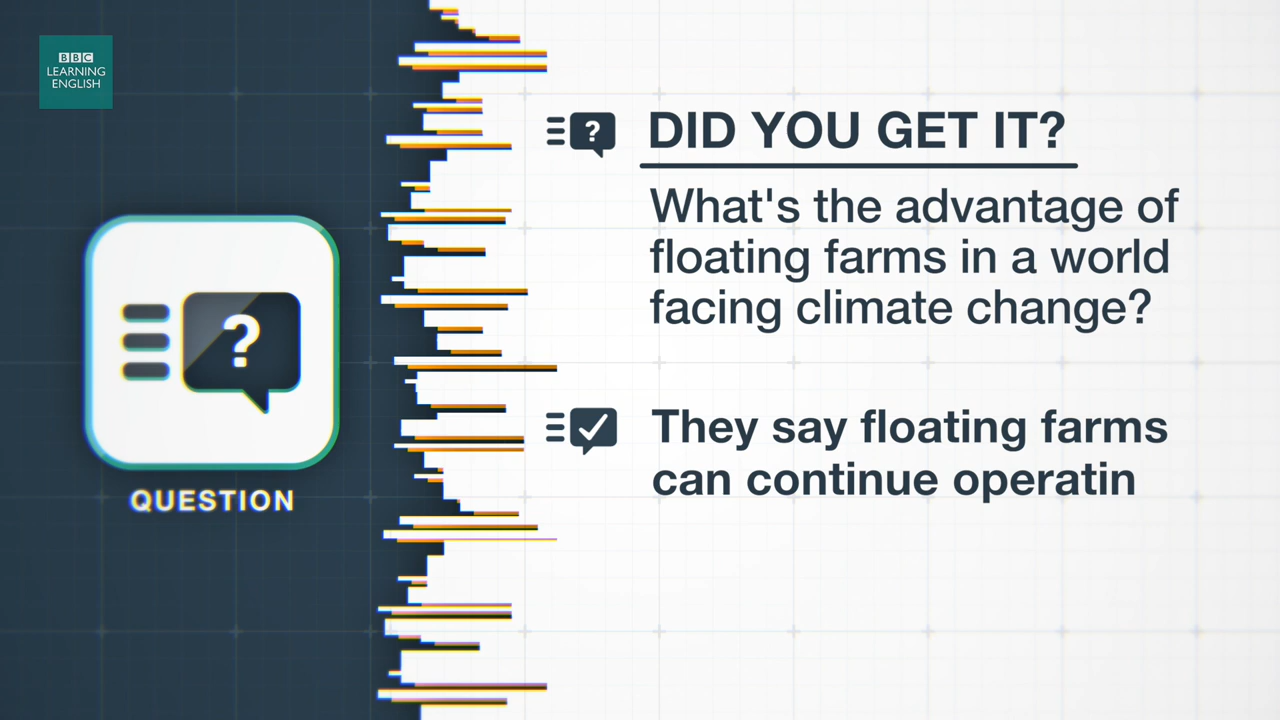 BBC
LEARNING
ENGLISH
?
QUESTION
? DID YOU GET IT?
What's the advantage of
floating farms in a world
facing climate change?
They say floating farms
can continue operatin